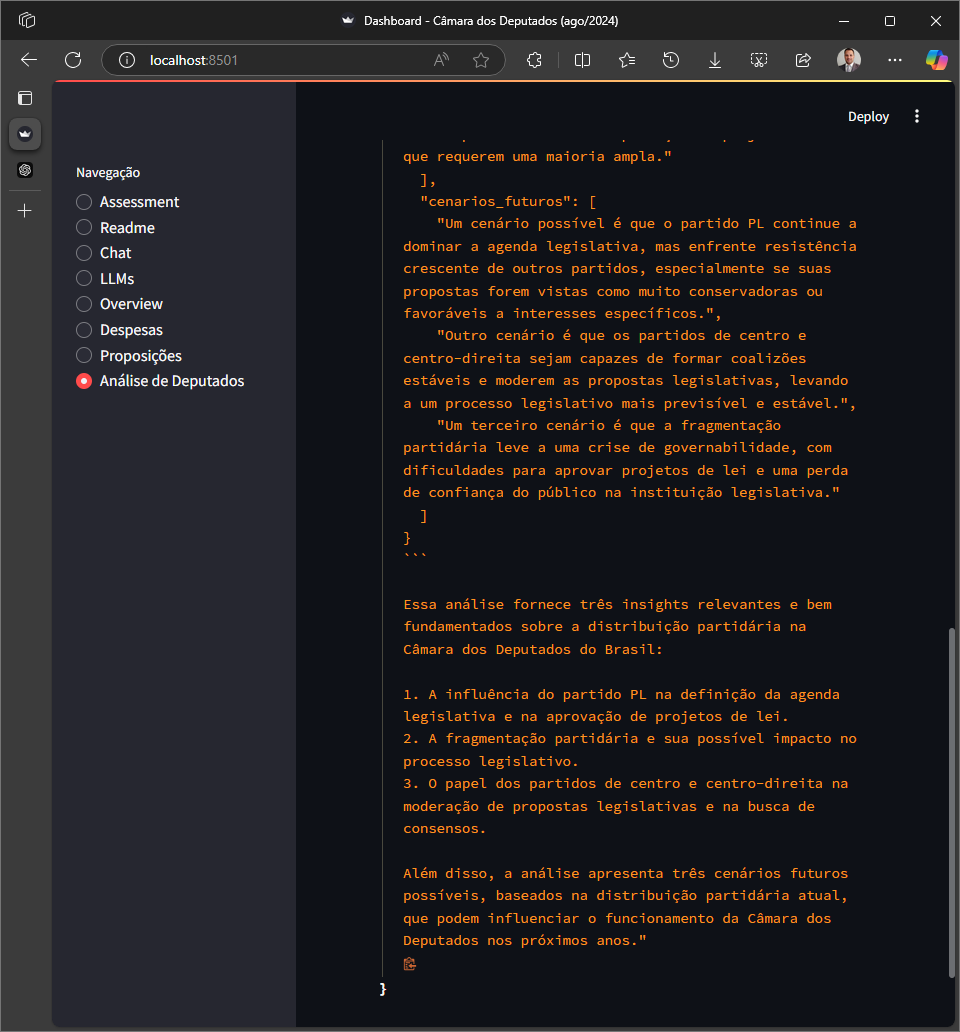 Dashboard - Câmara dos Deputados (ago/2024)
localhost:8501
Deploy
Navegação
Assessment
Readme
Chat
LLMs
Overview
Despesas
Proposições
Análise de Deputados
que requerem uma maioria ampla."
],
"cenarios_futuros": [
"Um cenário possível é que o partido PL continue a
dominar a agenda legislativa, mas enfrente resistência
crescente de outros partidos, especialmente se suas
propostas forem vistas como muito conservadoras ou
favoráveis a interesses específicos.",
"Outro cenário é que os partidos de centro e
centro-direita sejam capazes de formar coalizões
estáveis e moderem as propostas legislativas, levando
a um processo legislativo mais previsível e estável.",
"Um terceiro cenário é que a fragmentação
partidária leve a uma crise de governabilidade, com
dificuldades para aprovar projetos de lei e uma perda
de confiança do público na instituição legislativa."
]
}
```
Essa análise fornece três insights relevantes e bem
fundamentados sobre a distribuição partidária na
Câmara dos Deputados do Brasil:
1. A influência do partido PL na definição da agenda
legislativa e na aprovação de projetos de lei.
2. A fragmentação partidária e sua possível impacto no
processo legislativo.
3. O papel dos partidos de centro e centro-direita na
moderação de propostas legislativas e na busca de
consensos.
Além disso, a análise apresenta três cenários futuros
possíveis, baseados na distribuição partidária atual,
que podem influenciar o funcionamento da Câmara dos
Deputados nos próximos anos."
}